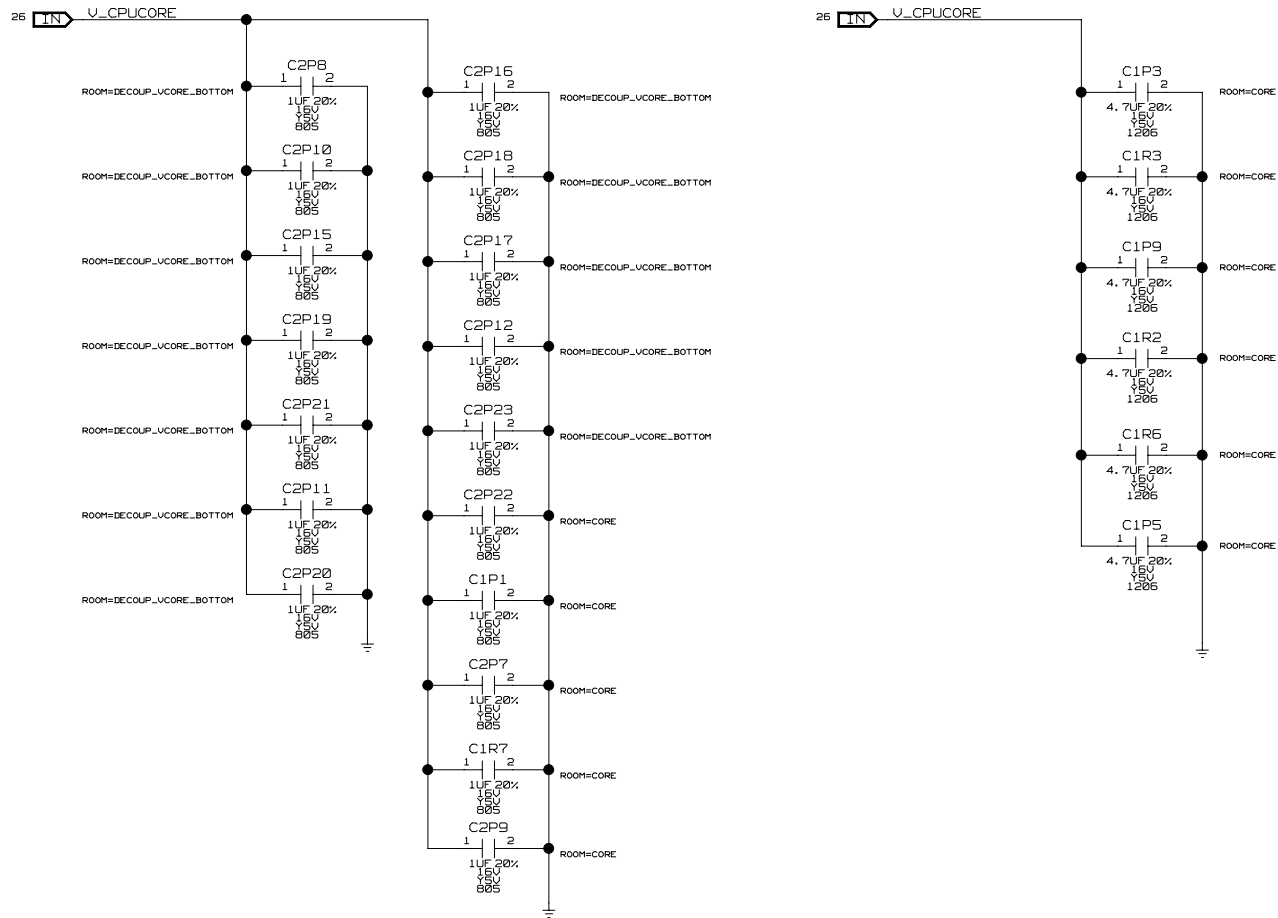 26 IN V_CPUCORE
C2P8
1 2
ROOM=DECOUP_VCORE_BOTTOM
1UF 20%
16V
Y5V
805
C2P10
1 2
ROOM=DECOUP_VCORE_BOTTOM
1UF 20%
16V
Y5V
805
C2P15
1 2
ROOM=DECOUP_VCORE_BOTTOM
1UF 20%
16V
Y5V
805
C2P19
1 2
ROOM=DECOUP_VCORE_BOTTOM
1UF 20%
16V
Y5V
805
C2P21
1 2
ROOM=DECOUP_VCORE_BOTTOM
1UF 20%
16V
Y5V
805
C2P11
1 2
ROOM=DECOUP_VCORE_BOTTOM
1UF 20%
16V
Y5V
805
C2P20
1 2
ROOM=DECOUP_VCORE_BOTTOM
1UF 20%
16V
Y5V
805
C2P16
1 2
ROOM=DECOUP_VCORE_BOTTOM
1UF 20%
16V
Y5V
805
C2P18
1 2
ROOM=DECOUP_VCORE_BOTTOM
1UF 20%
16V
Y5V
805
C2P17
1 2
ROOM=DECOUP_VCORE_BOTTOM
1UF 20%
16V
Y5V
805
C2P12
1 2
ROOM=DECOUP_VCORE_BOTTOM
1UF 20%
16V
Y5V
805
C2P23
1 2
ROOM=DECOUP_VCORE_BOTTOM
1UF 20%
16V
Y5V
805
C2P22
1 2
ROOM=CORE
1UF 20%
16V
Y5V
805
C1P1
1 2
ROOM=CORE
1UF 20%
16V
Y5V
805
C2P7
1 2
ROOM=CORE
1UF 20%
16V
Y5V
805
C1R7
1 2
ROOM=CORE
1UF 20%
16V
Y5V
805
C2P9
1 2
ROOM=CORE
1UF 20%
16V
Y5V
805
26 IN V_CPUCORE
C1P3
1 2
ROOM=CORE
4.7UF 20%
16V
Y5V
1206
C1R3
1 2
ROOM=CORE
4.7UF 20%
16V
Y5V
1206
C1P9
1 2
ROOM=CORE
4.7UF 20%
16V
Y5V
1206
C1R2
1 2
ROOM=CORE
4.7UF 20%
16V
Y5V
1206
C1R6
1 2
ROOM=CORE
4.7UF 20%
16V
Y5V
1206
C1P5
1 2
ROOM=CORE
4.7UF 20%
16V
Y5V
1206